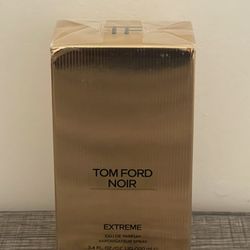 TF
TOM FORD
NOIR
EXTREME
EAU DE PARFUM
VAPORISATEUR SPRAY